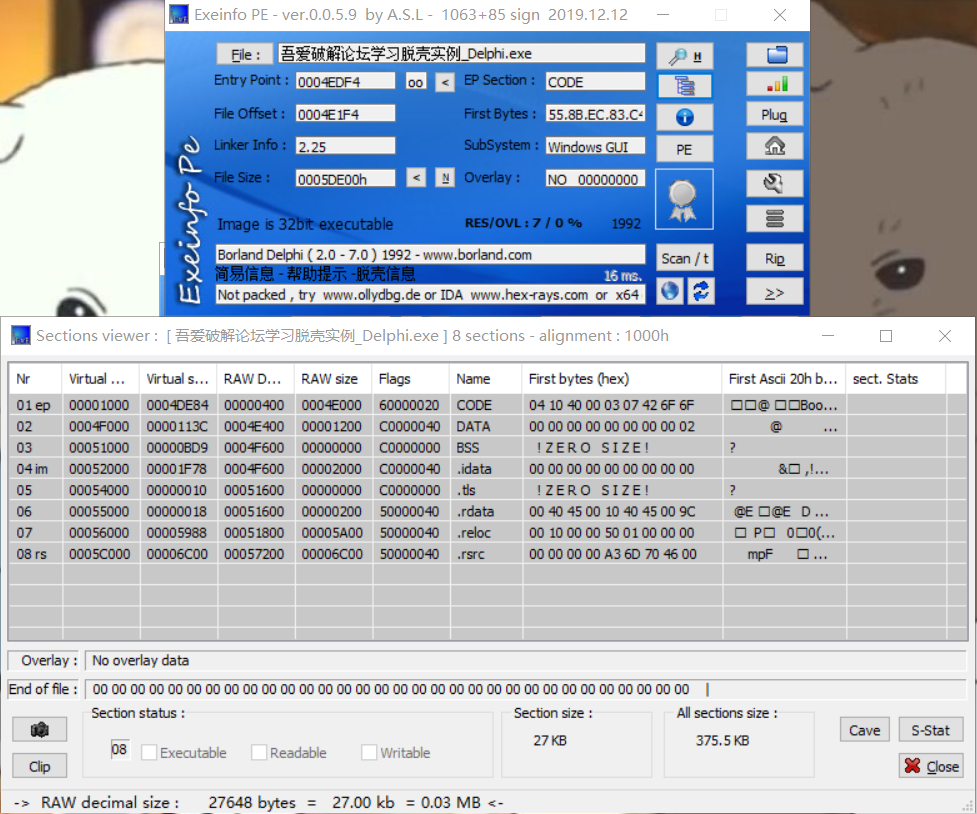 Exeinfo PE - ver.0.0.5.9 by A.S.L - 1063+85 sign 2019.12.12
File : 吾爱破解论坛学习脱壳实例_Delphi.exe H
Entry Point : 0004EDF4 oo < EP Section : CODE
File Offset : 0004E1F4 First Bytes : 55.8B.EC.83.C4 Plug
Linker Info : 2.25 SubSystem : Windows GUI PE
File Size : 0005DE00h < N Overlay : NO 00000000
Image is 32bit executable RES/OVL : 7 / 0 % 1992
Borland Delphi ( 2.0 - 7.0 ) 1992 - www.borland.com Scan / t Rip
简易信息 - 帮助提示 -脱壳信息 16 ms.
Not packed , try www.ollydbg.de or IDA www.hex-rays.com or x64 >>
Exeinfo Pe
Sections viewer : [ 吾爱破解论坛学习脱壳实例_Delphi.exe ] 8 sections - alignment : 1000h
Nr Virtual ... Virtual s... RAW D... RAW size Flags Name First bytes (hex) First Ascii 20h b... sect. Stats
01 ep 00001000 0004DE84 00000400 0004E000 60000020 CODE 04 10 40 00 03 07 42 6F 6F □□@ □□Boo...
02 0004F000 0000113C 0004E400 00001200 C0000040 DATA 00 00 00 00 00 00 00 00 02 @ ...
03 00051000 00000BD9 0004F600 00000000 C0000000 BSS ! Z E R O S I Z E ! ?
04 im 00052000 00001F78 0004F600 00002000 C0000040 .idata 00 00 00 00 00 00 00 00 00 &□ ,!...
05 00054000 00000010 00051600 00000000 C0000000 .tls ! Z E R O S I Z E ! ?
06 00055000 00000018 00051600 00000200 50000040 .rdata 00 40 45 00 10 40 45 00 9C @E □@E D ...
07 00056000 00005988 00051800 00005A00 50000040 .reloc 00 10 00 00 50 01 00 00 00 □ P□ 0□0(...
08 rs 0005C000 00006C00 00057200 00006C00 50000040 .rsrc 00 00 00 00 A3 6D 70 46 00 mpF □ ...
Overlay : No overlay data
End of file : 00 00 00 00 00 00 00 00 00 00 00 00 00 00 00 00 00 00 00 00 00 00 00 00 00 00 00 00 00 00 00 00 |
Section status : Section size : All sections size :
08 Executable Readable Writable 27 KB 375.5 KB Cave S-Stat
Clip Close
-> RAW decimal size : 27648 bytes = 27.00 kb = 0.03 MB <-